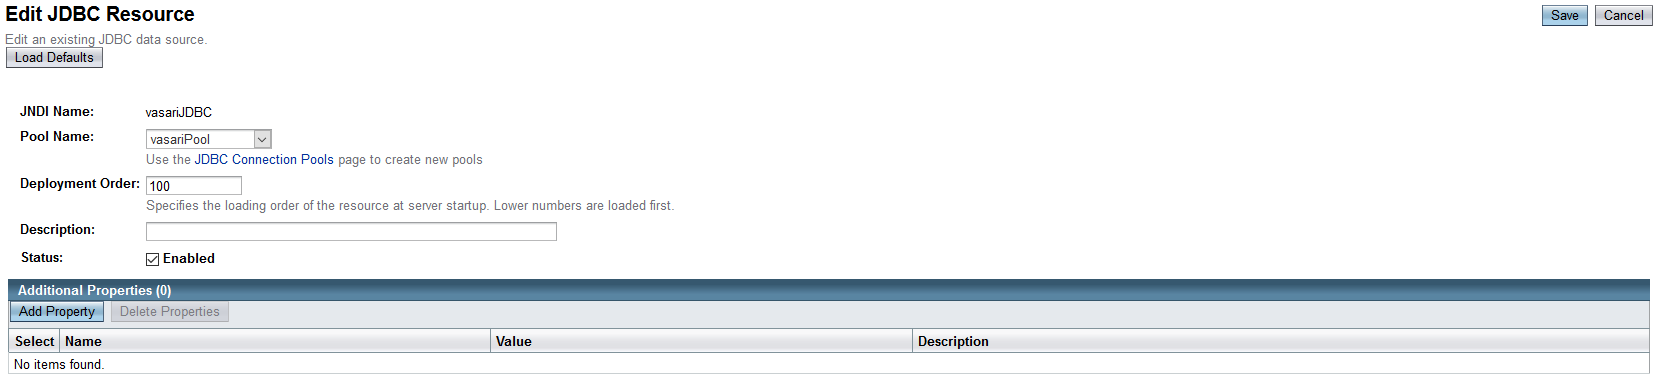 Edit JDBC Resource
Save Cancel
Edit an existing JDBC data source.
Load Defaults
JNDI Name: vasariJDBC
Pool Name: vasariPool
Use the JDBC Connection Pools page to create new pools
Deployment Order: 100
Specifies the loading order of the resource at server startup. Lower numbers are loaded first.
Description:
Status: Enabled
Additional Properties (0)
Add Property Delete Properties
Select Name Value Description
No items found.